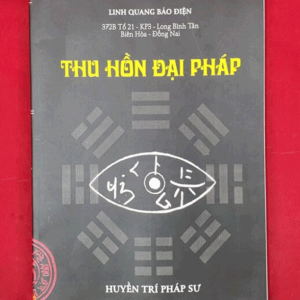 LINH QUANG BẢO ĐIỆN
372B Tổ 21 - KP3 - Long Bình Tân
Biên Hòa - Đồng Nai
THU HỒN ĐẠI PHÁP
HUYỀN TRÍ PHÁP SƯ